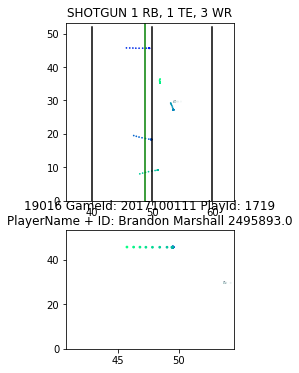 SHOTGUN 1 RB, 1 TE, 3 WR
50
40
30
20
10
0
40 50 60
19016 GameId: 2017100111 PlayId: 1719
PlayerName + ID: Brandon Marshall 2495893.0
40
20
0
45 50